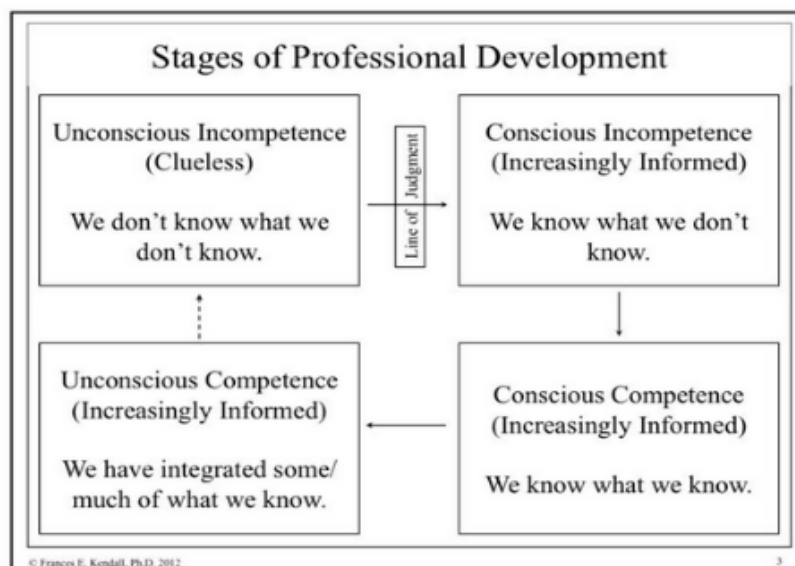 Stages of Professional Development
Unconscious Incompetence
(Clueless)
We don't know what we
don't know.
Line of Judgment
Conscious Incompetence
(Increasingly Informed)
We know what we don't
know.
Unconscious Competence
(Increasingly Informed)
We have integrated some/
much of what we know.
Conscious Competence
(Increasingly Informed)
We know what we know.
© Frances E. Kendall, Ph.D. 2012
3